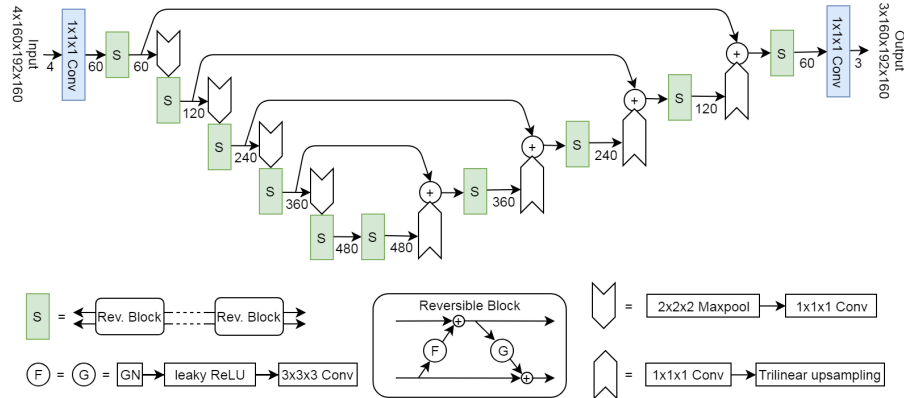 Input
4x160x192x160
4
1x1x1 Conv
60
S
60
S
120
S
240
S
360
S
480
S
480
+
S
360
+
S
240
+
S
120
+
S
60
1x1x1 Conv
3
Output
3x160x192x160
S
=
Rev. Block
Rev. Block
F
=
G
=
GN
leaky ReLU
3x3x3 Conv
Reversible Block
+
F
G
+
=
2x2x2 Maxpool
1x1x1 Conv
=
1x1x1 Conv
Trilinear upsampling